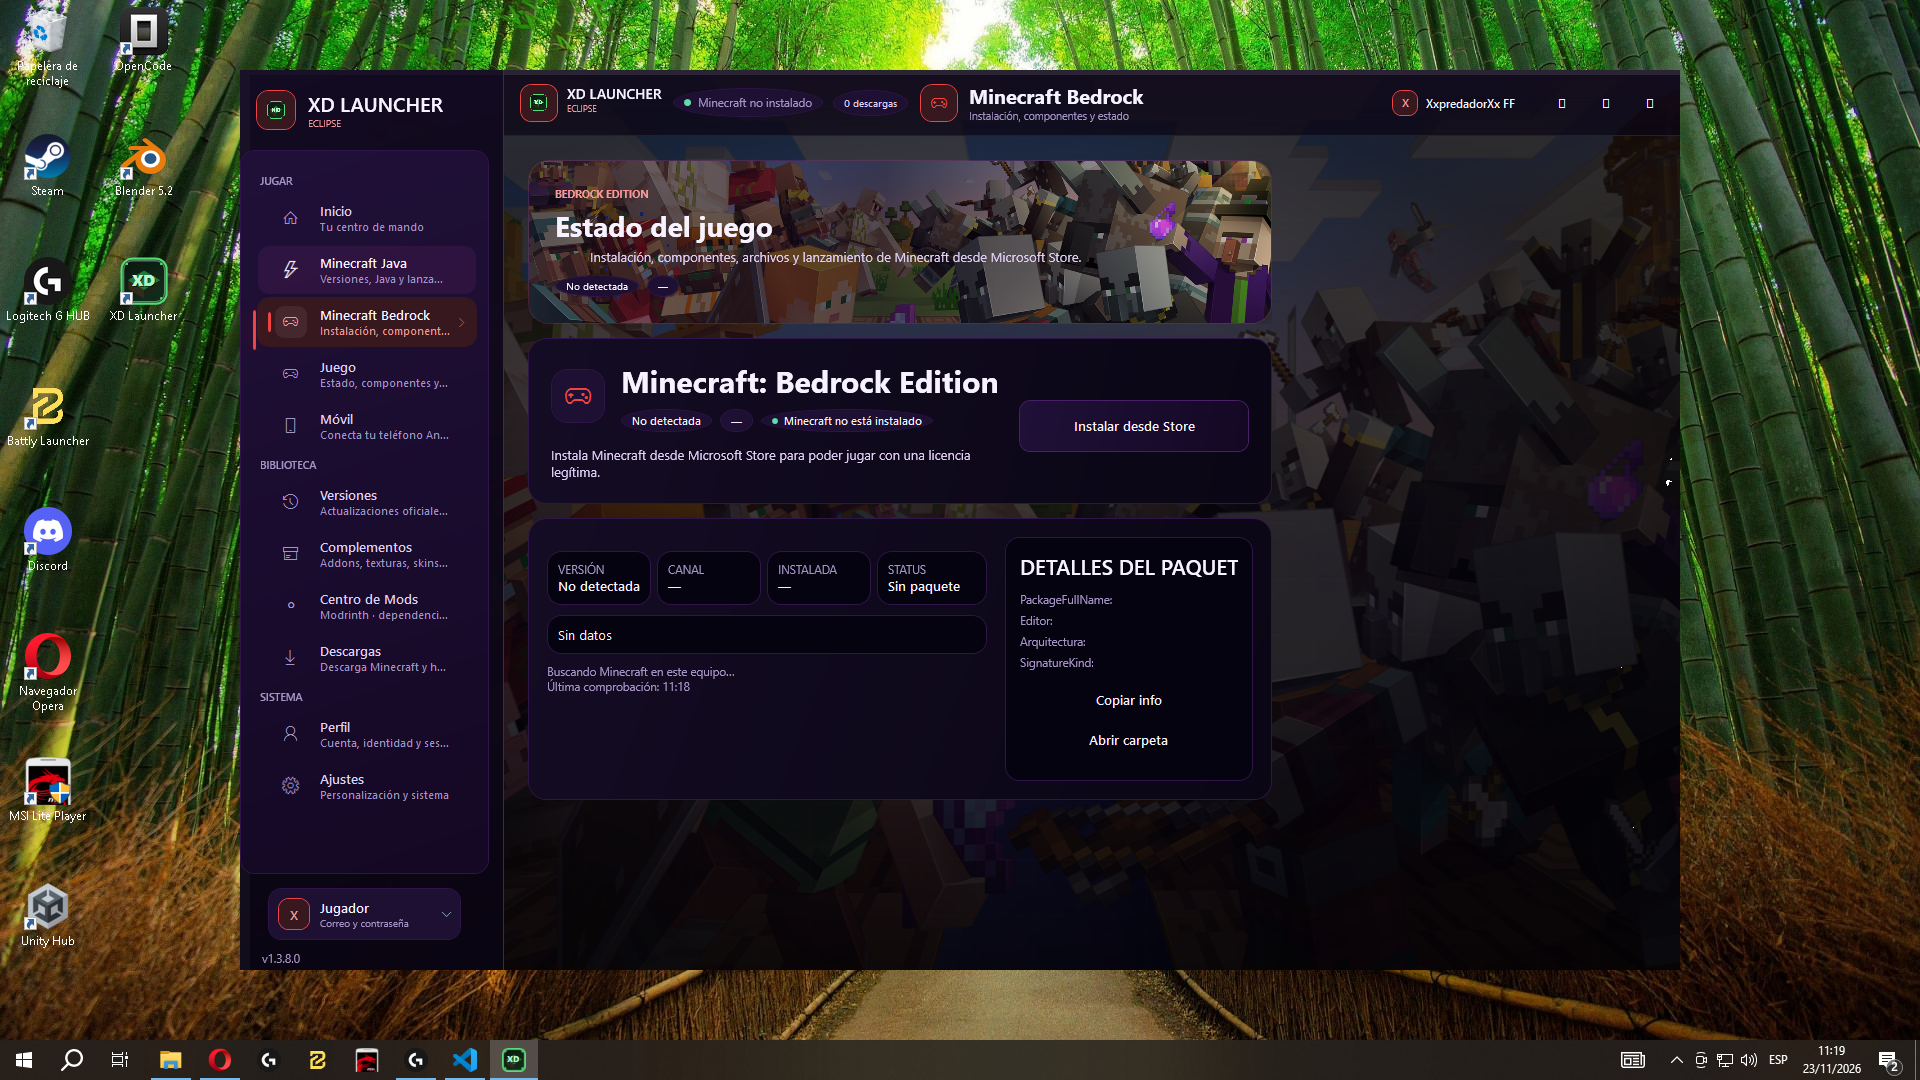 Papelera de
reciclaje
OpenCode
Steam
Blender 5.2
Logitech G HUB
XD
XD Launcher
Battly Launcher
Discord
Navegador
Opera
MSI Lite Player
Unity Hub
XD
XD LAUNCHER
ECLIPSE
JUGAR
Inicio
Tu centro de mando
Minecraft Java
Versiones, Java y lanza...
Minecraft Bedrock
Instalación, component...
Juego
Estado, componentes y...
Móvil
Conecta tu teléfono An...
BIBLIOTECA
Versiones
Actualizaciones oficiale...
Complementos
Addons, texturas, skins...
Centro de Mods
Modrinth · dependenci...
Descargas
Descarga Minecraft y h...
SISTEMA
Perfil
Cuenta, identidad y ses...
Ajustes
Personalización y sistema
X
Jugador
Correo y contraseña
v1.3.8.0
XD
XD LAUNCHER
ECLIPSE
Minecraft no instalado
0 descargas
Minecraft Bedrock
Instalación, componentes y estado
X
XxpredadorXx FF
BEDROCK EDITION
Estado del juego
Instalación, componentes, archivos y lanzamiento de Minecraft desde Microsoft Store.
No detectada
—
Minecraft: Bedrock Edition
No detectada
—
Minecraft no está instalado
Instala Minecraft desde Microsoft Store para poder jugar con una licencia
legítima.
Instalar desde Store
VERSIÓN
No detectada
CANAL
—
INSTALADA
—
STATUS
Sin paquete
Sin datos
Buscando Minecraft en este equipo...
Última comprobación: 11:18
DETALLES DEL PAQUET
PackageFullName:
Editor:
Arquitectura:
SignatureKind:
Copiar info
Abrir carpeta
XD
ESP
11:19
23/11/2026
2